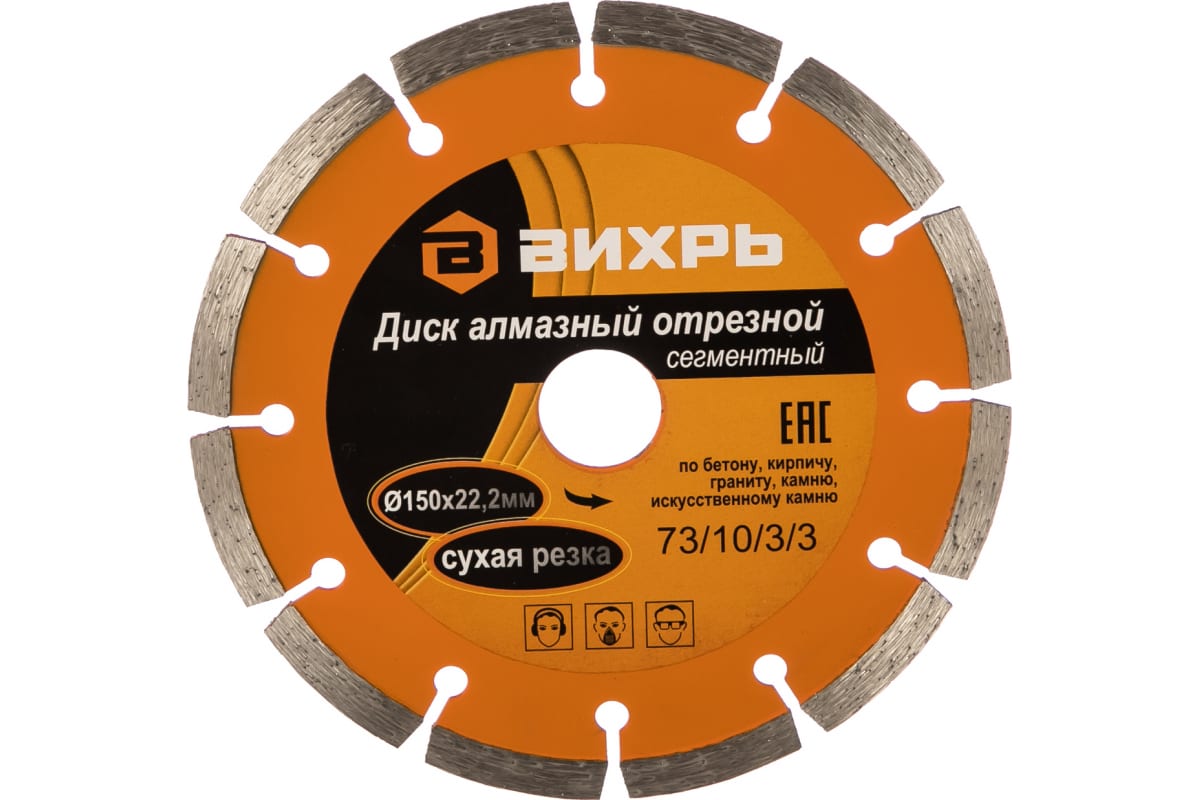 В ВИХРЬ
Диск алмазный отрезной
сегментный
EAC
по бетону, кирпичу,
граниту, камню,
искусственному камню
Ø150x22,2мм
73/10/3/3
сухая резка